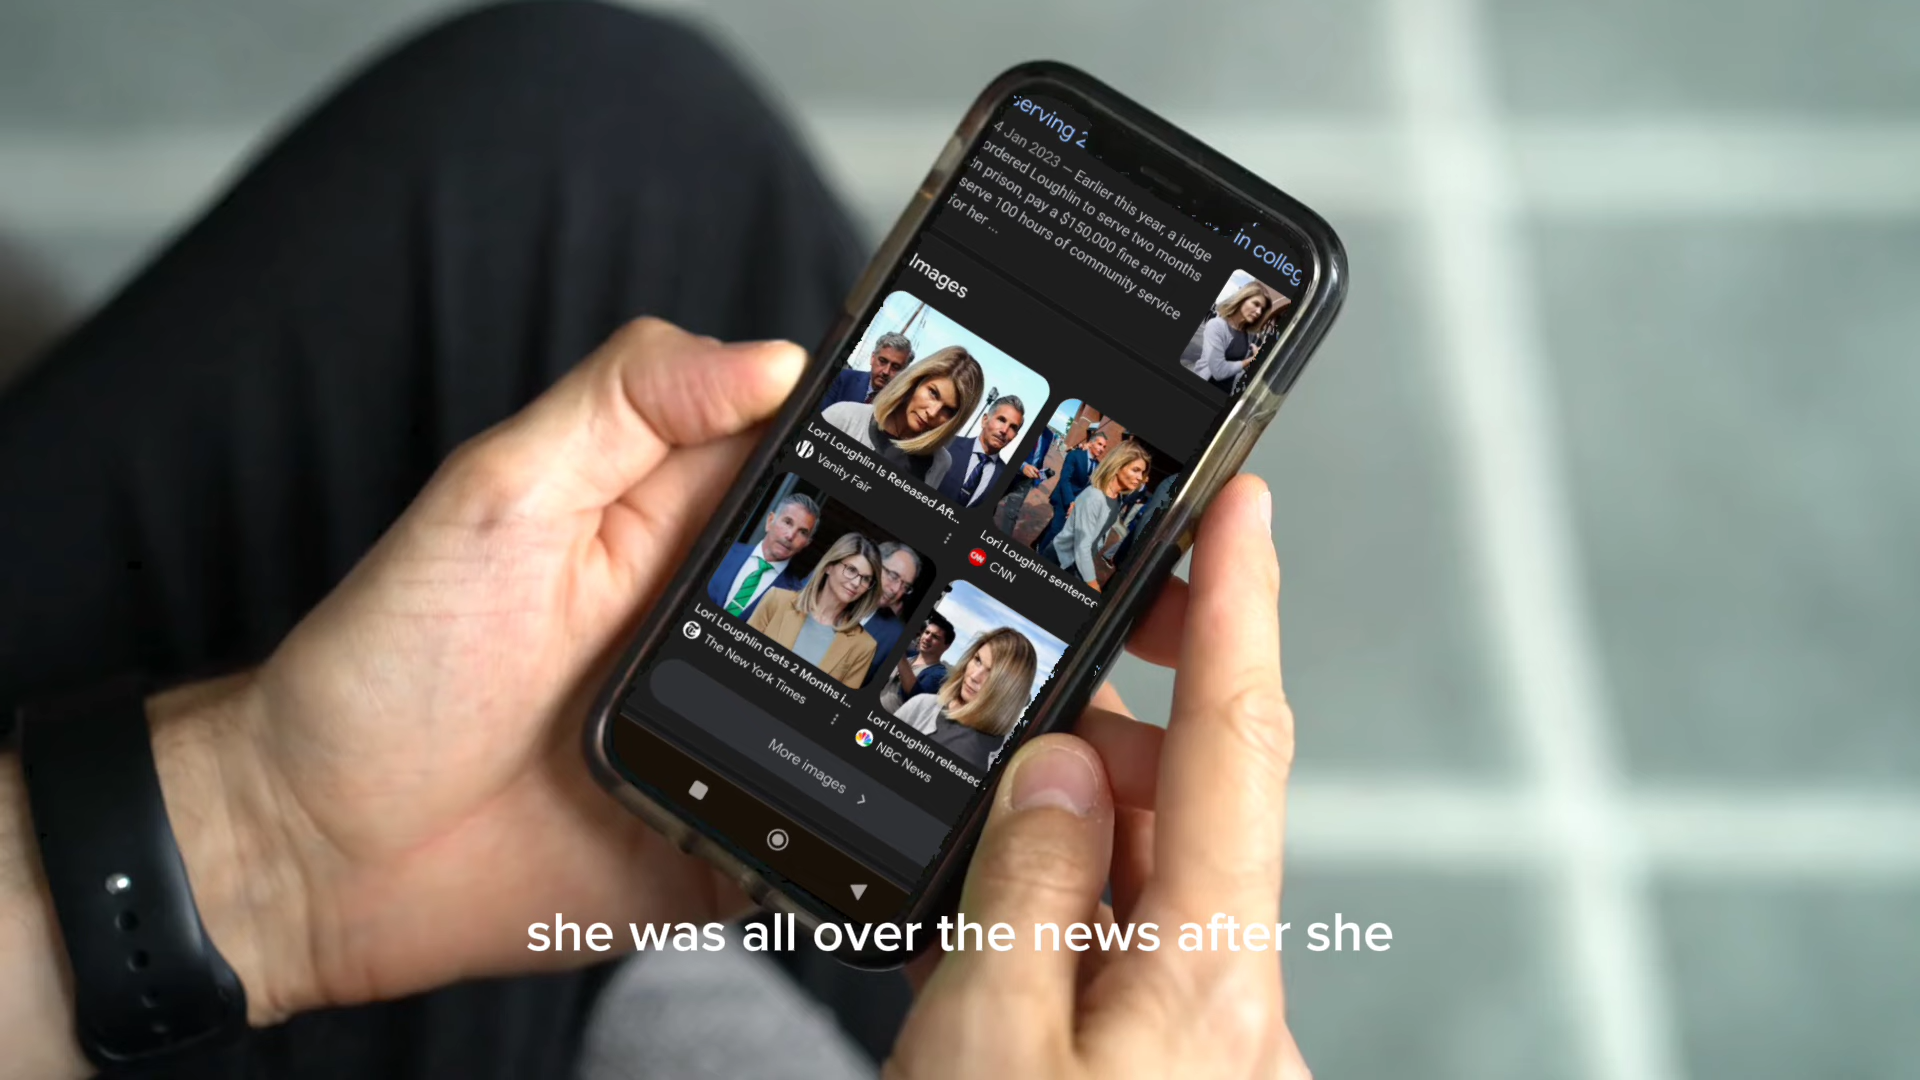 serving 2
in colleg
4 Jan 2023 — Earlier this year, a judge
ordered Loughlin to serve two months
in prison, pay a $150,000 fine and
serve 100 hours of community service
for her ...
Images
Lori Loughlin Is Released Aft...
Vanity Fair
Lori Loughlin sentenc
CNN
Lori Loughlin Gets 2 Months i...
The New York Times
Lori Loughlin released
NBC News
More images
she was all over the news after she